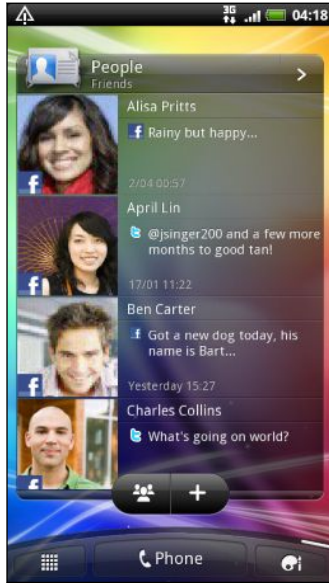 3G
04:18
People
Friends
Alisa Pritts
f Rainy but happy...
f
2/04 00:57
April Lin
t @jsinger200 and a few more
months to good tan!
f
17/01 11:22
Ben Carter
f Got a new dog today, his
name is Bart...
f
Yesterday 15:27
Charles Collins
t What's going on world?
f
Phone